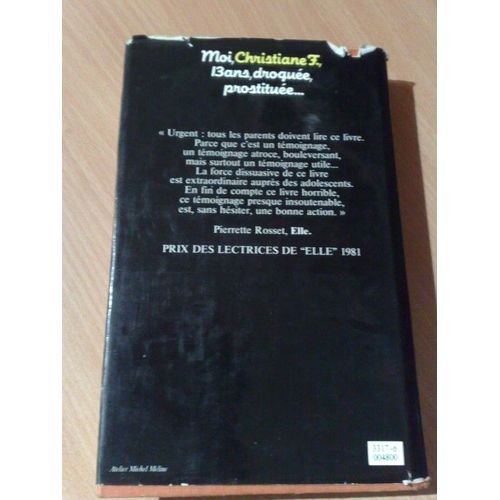 Moi, Christiane F.,
13 ans, droguée,
prostituée...
« Urgent : tous les parents doivent lire ce livre.
Parce que c'est un témoignage,
un témoignage atroce, bouleversant,
mais surtout un témoignage utile...
La force dissuasive de ce livre
est extraordinaire auprès des adolescents.
En fin de compte ce livre horrible,
ce témoignage presque insoutenable,
est, sans hésiter, une bonne action. »
Pierrette Rosset, Elle.
PRIX DES LECTRICES DE "ELLE" 1981
Atelier Michel Méline
3317-6
004800